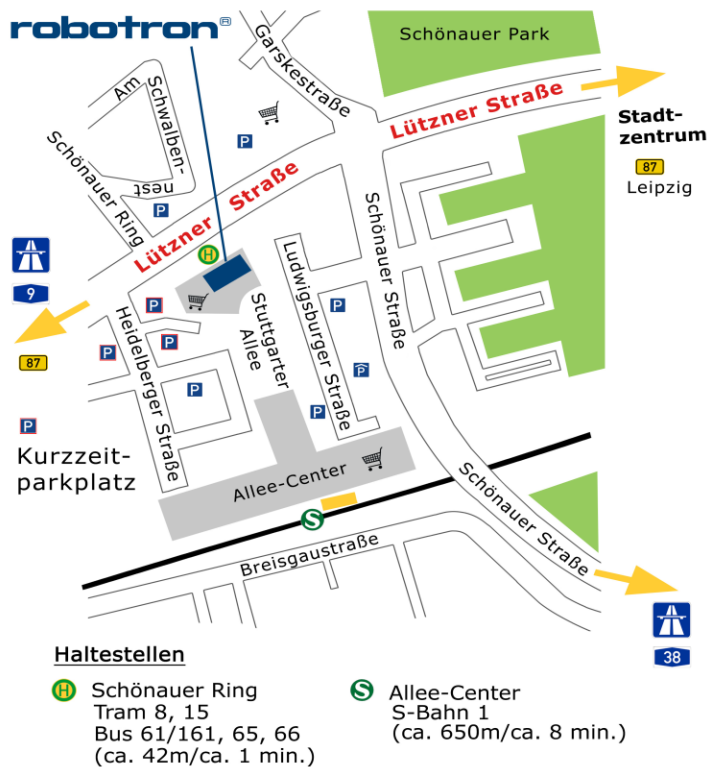 robotron®
Schönauer Park
Garskestraße
Am
Schwalben-
nest
Schönauer Ring
P
Lützner Straße
Stadt-
zentrum
87
Leipzig
P
Lützner Straße
Schönauer Straße
H
9
Ludwigsburger Straße
Stuttgarter
Allee
P
P
Heidelberger Straße
P
P
87
P
P
P
P
Kurzzeit-
parkplatz
Allee-Center
Schönauer Straße
S
Breisgaustraße
38
Haltestellen
H Schönauer Ring
Tram 8, 15
Bus 61/161, 65, 66
(ca. 42m/ca. 1 min.)
S Allee-Center
S-Bahn 1
(ca. 650m/ca. 8 min.)